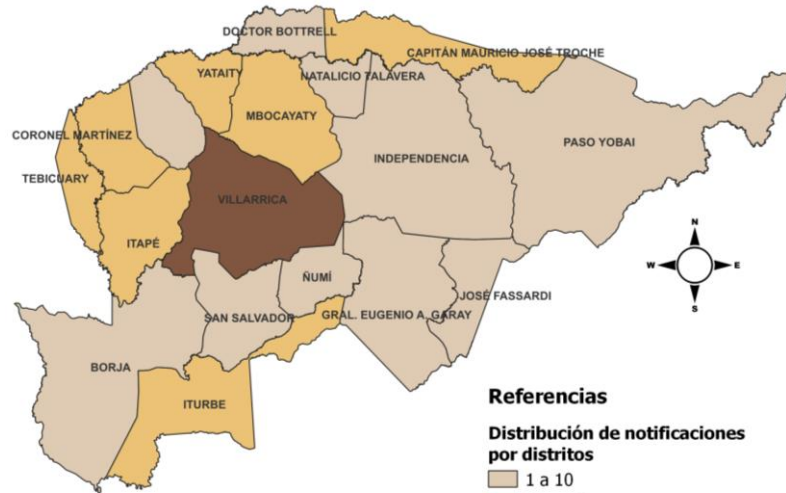 DOCTOR BOTTRELL
CAPITÁN MAURICIO JOSÉ TROCHE
YATAITY
NATALICIO TALAVERA
MBOCAYATY
CORONEL MARTÍNEZ
INDEPENDENCIA
PASO YOBAI
TEBICUARY
VILLARRICA
ITAPÉ
N
W
E
S
ÑUMÍ
JOSÉ FASSARDI
SAN SALVADOR
GRAL. EUGENIO A. GARAY
BORJA
ITURBE
Referencias
Distribución de notificaciones
por distritos
1 a 10